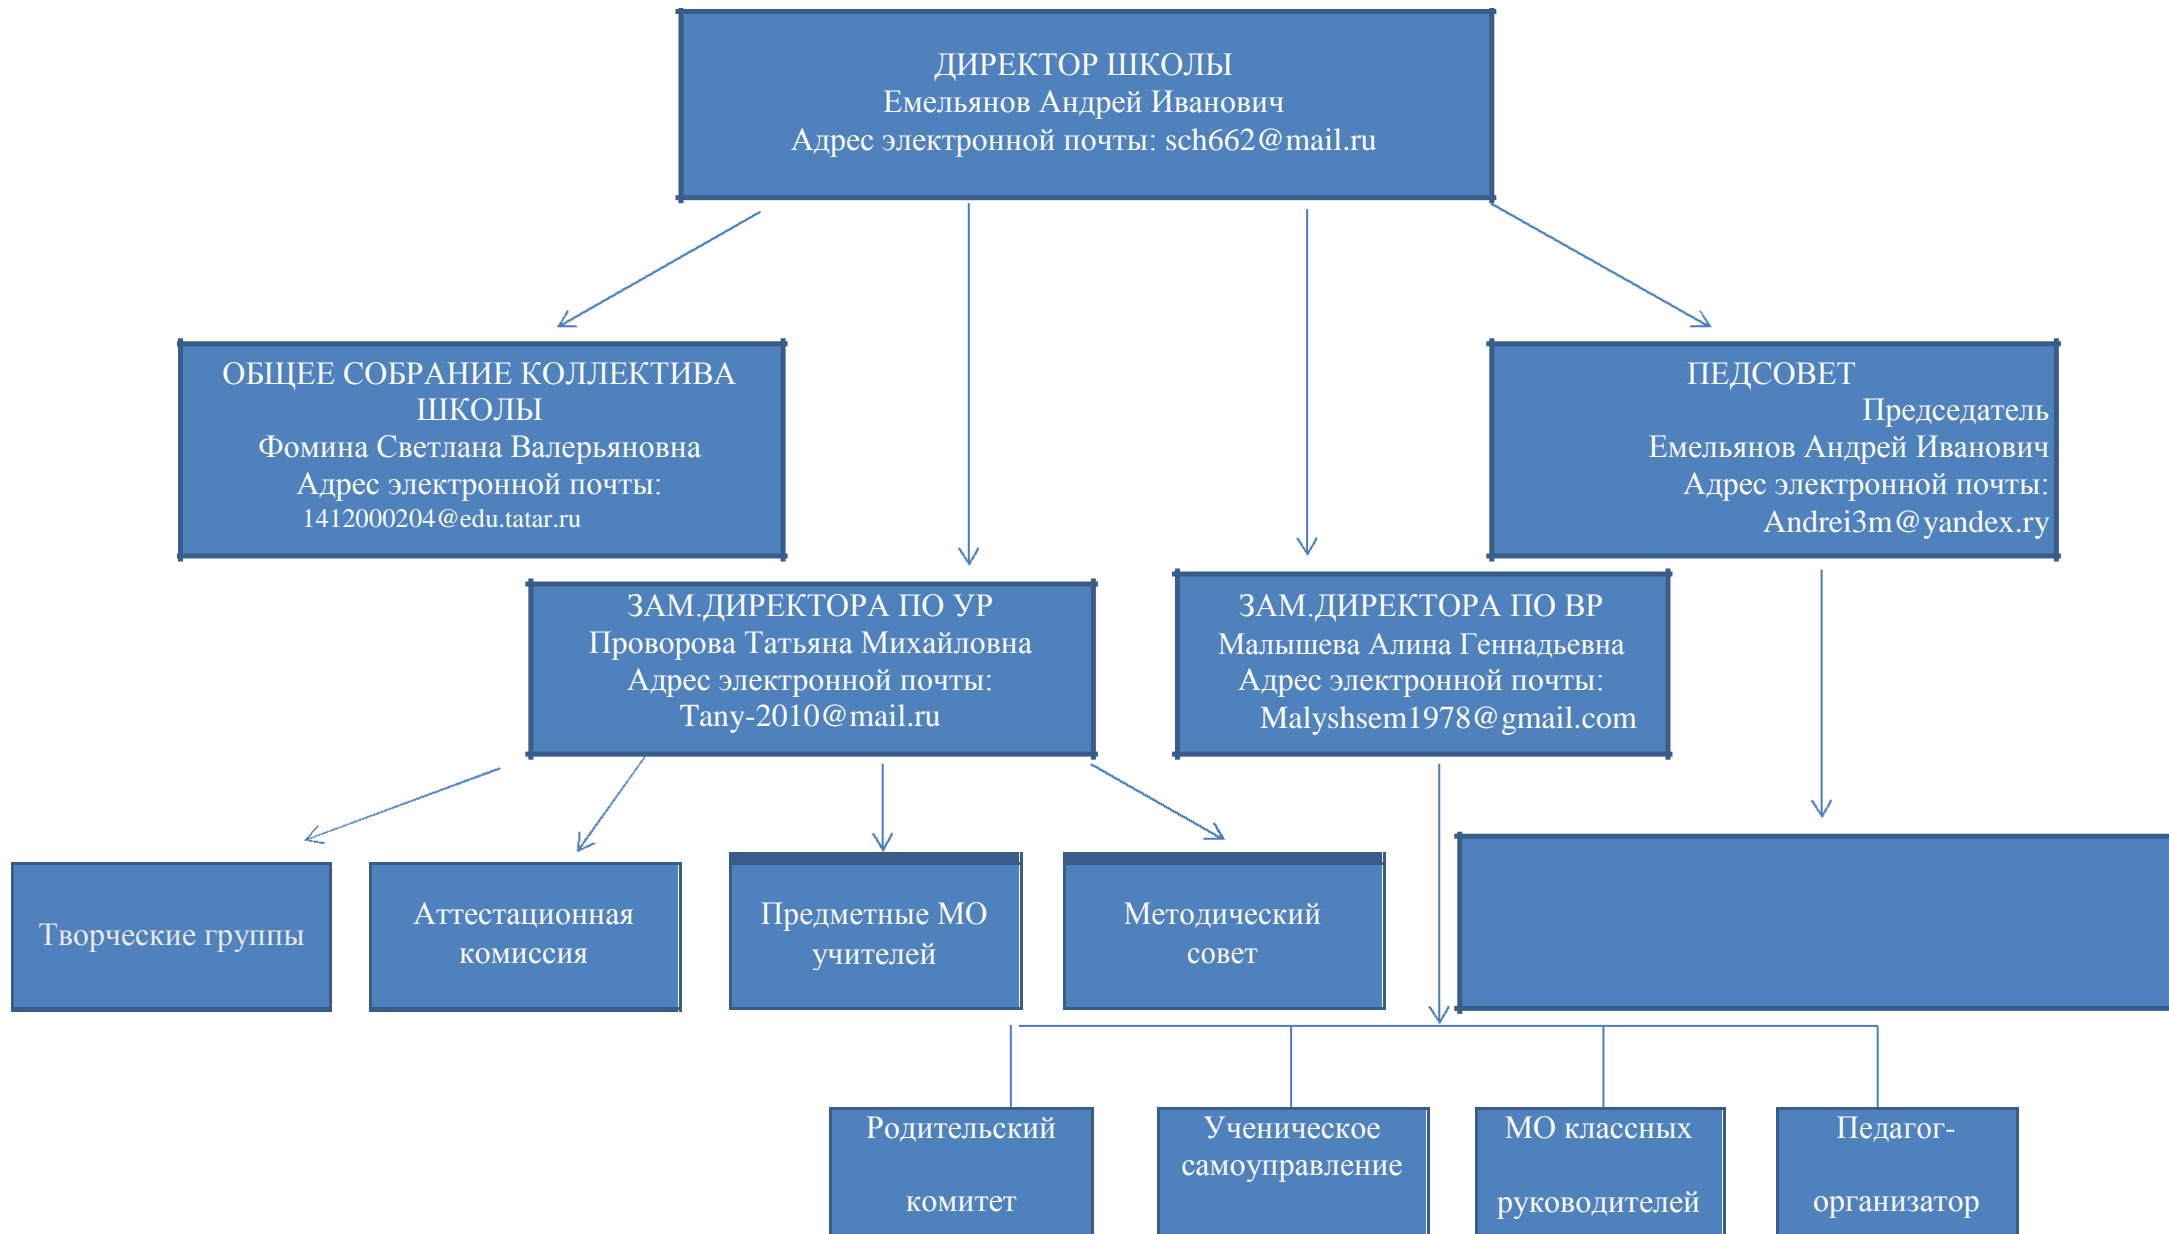 ДИРЕКТОР ШКОЛЫ
Емельянов Андрей Иванович
Адрес электронной почты: sch662@mail.ru
ОБЩЕЕ СОБРАНИЕ КОЛЛЕКТИВА
ШКОЛЫ
Фомина Светлана Валерьяновна
Адрес электронной почты:
1412000204@edu.tatar.ru
ПЕДСОВЕТ
Председатель
Емельянов Андрей Иванович
Адрес электронной почты:
Andrei3m@yandex.ry
ЗАМ.ДИРЕКТОРА ПО УР
Проворова Татьяна Михайловна
Адрес электронной почты:
Tany-2010@mail.ru
ЗАМ.ДИРЕКТОРА ПО ВР
Малышева Алина Геннадьевна
Адрес электронной почты:
Malyshsem1978@gmail.com
Творческие группы
Аттестационная
комиссия
Предметные МО
учителей
Методический
совет
Родительский
комитет
Ученическое
самоуправление
МО классных
руководителей
Педагог-
организатор